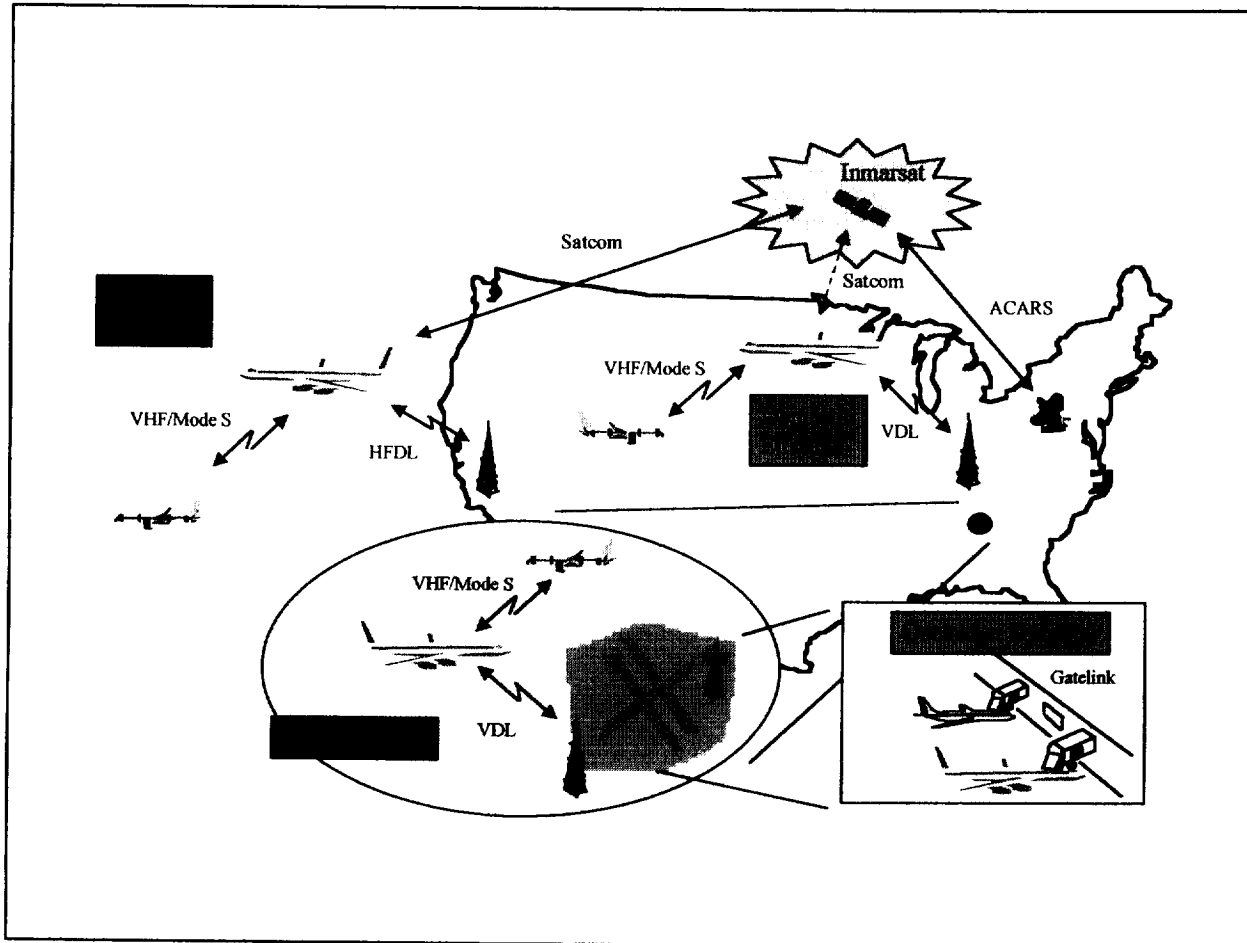 Inmarsat
Satcom
Satcom
ACARS
VHF/Mode S
VHF/Mode S
HFDL
VDL
VHF/Mode S
VDL
Gatelink